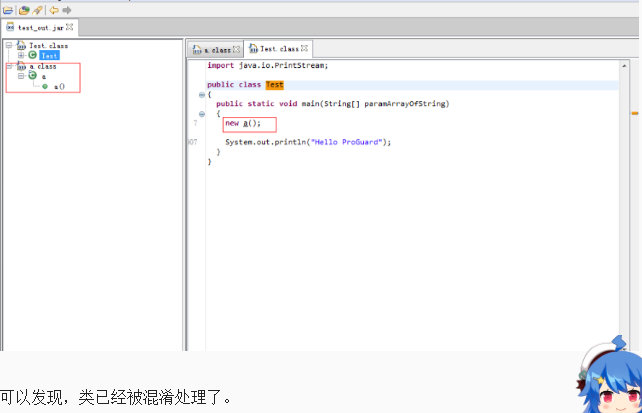 test_out.jar
Test.class
Test
a.class
a
a()
a.class
Test.class
import java.io.PrintStream;
public class Test
{
public static void main(String[] paramArrayOfString)
{
7
new a();
007
System.out.println("Hello ProGuard");
}
}
可以发现，类已经被混淆处理了。